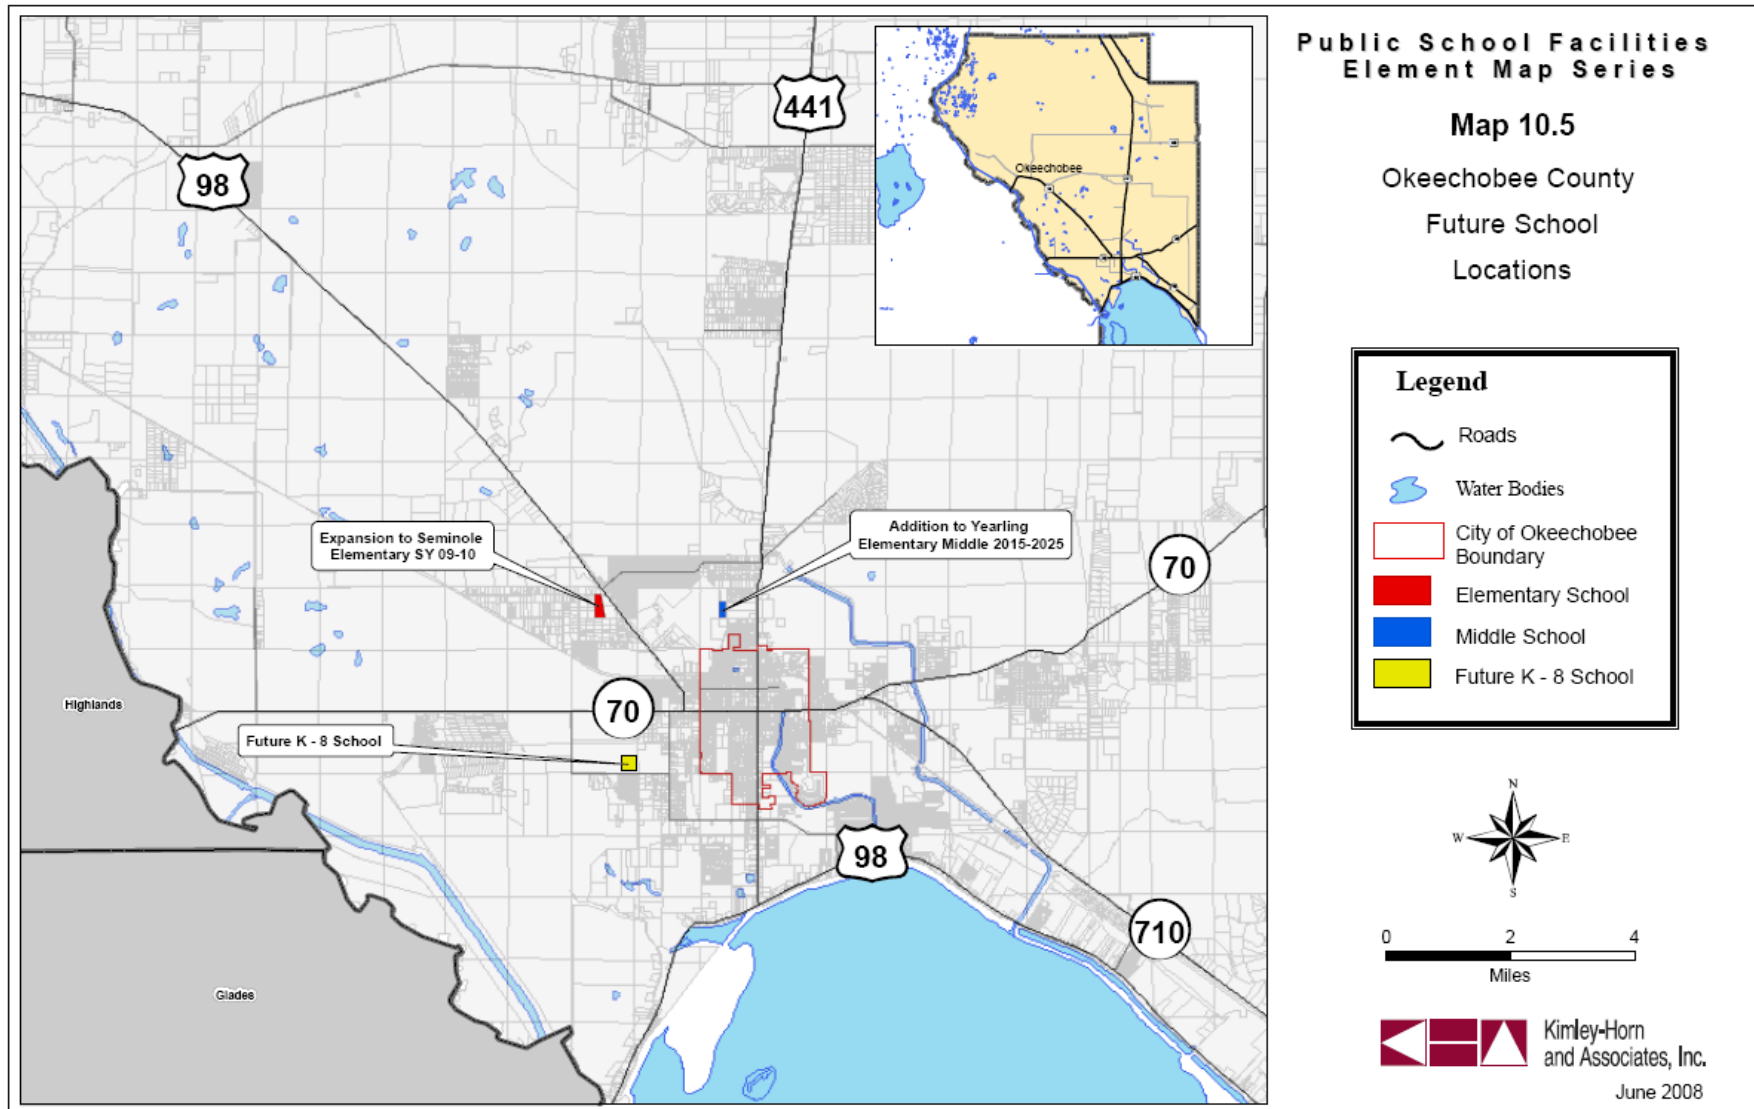 Public School Facilities
Element Map Series
Map 10.5
Okeechobee County
Future School
Locations
441
98
Okeechobee
Expansion to Seminole
Elementary SY 09-10
Addition to Yearling
Elementary Middle 2015-2025
70
Highlands
70
Future K - 8 School
98
710
Glades
Legend
Roads
Water Bodies
City of Okeechobee
Boundary
Elementary School
Middle School
Future K - 8 School
N
W E
S
0 2 4
Miles
Kimley-Horn
and Associates, Inc.
June 2008